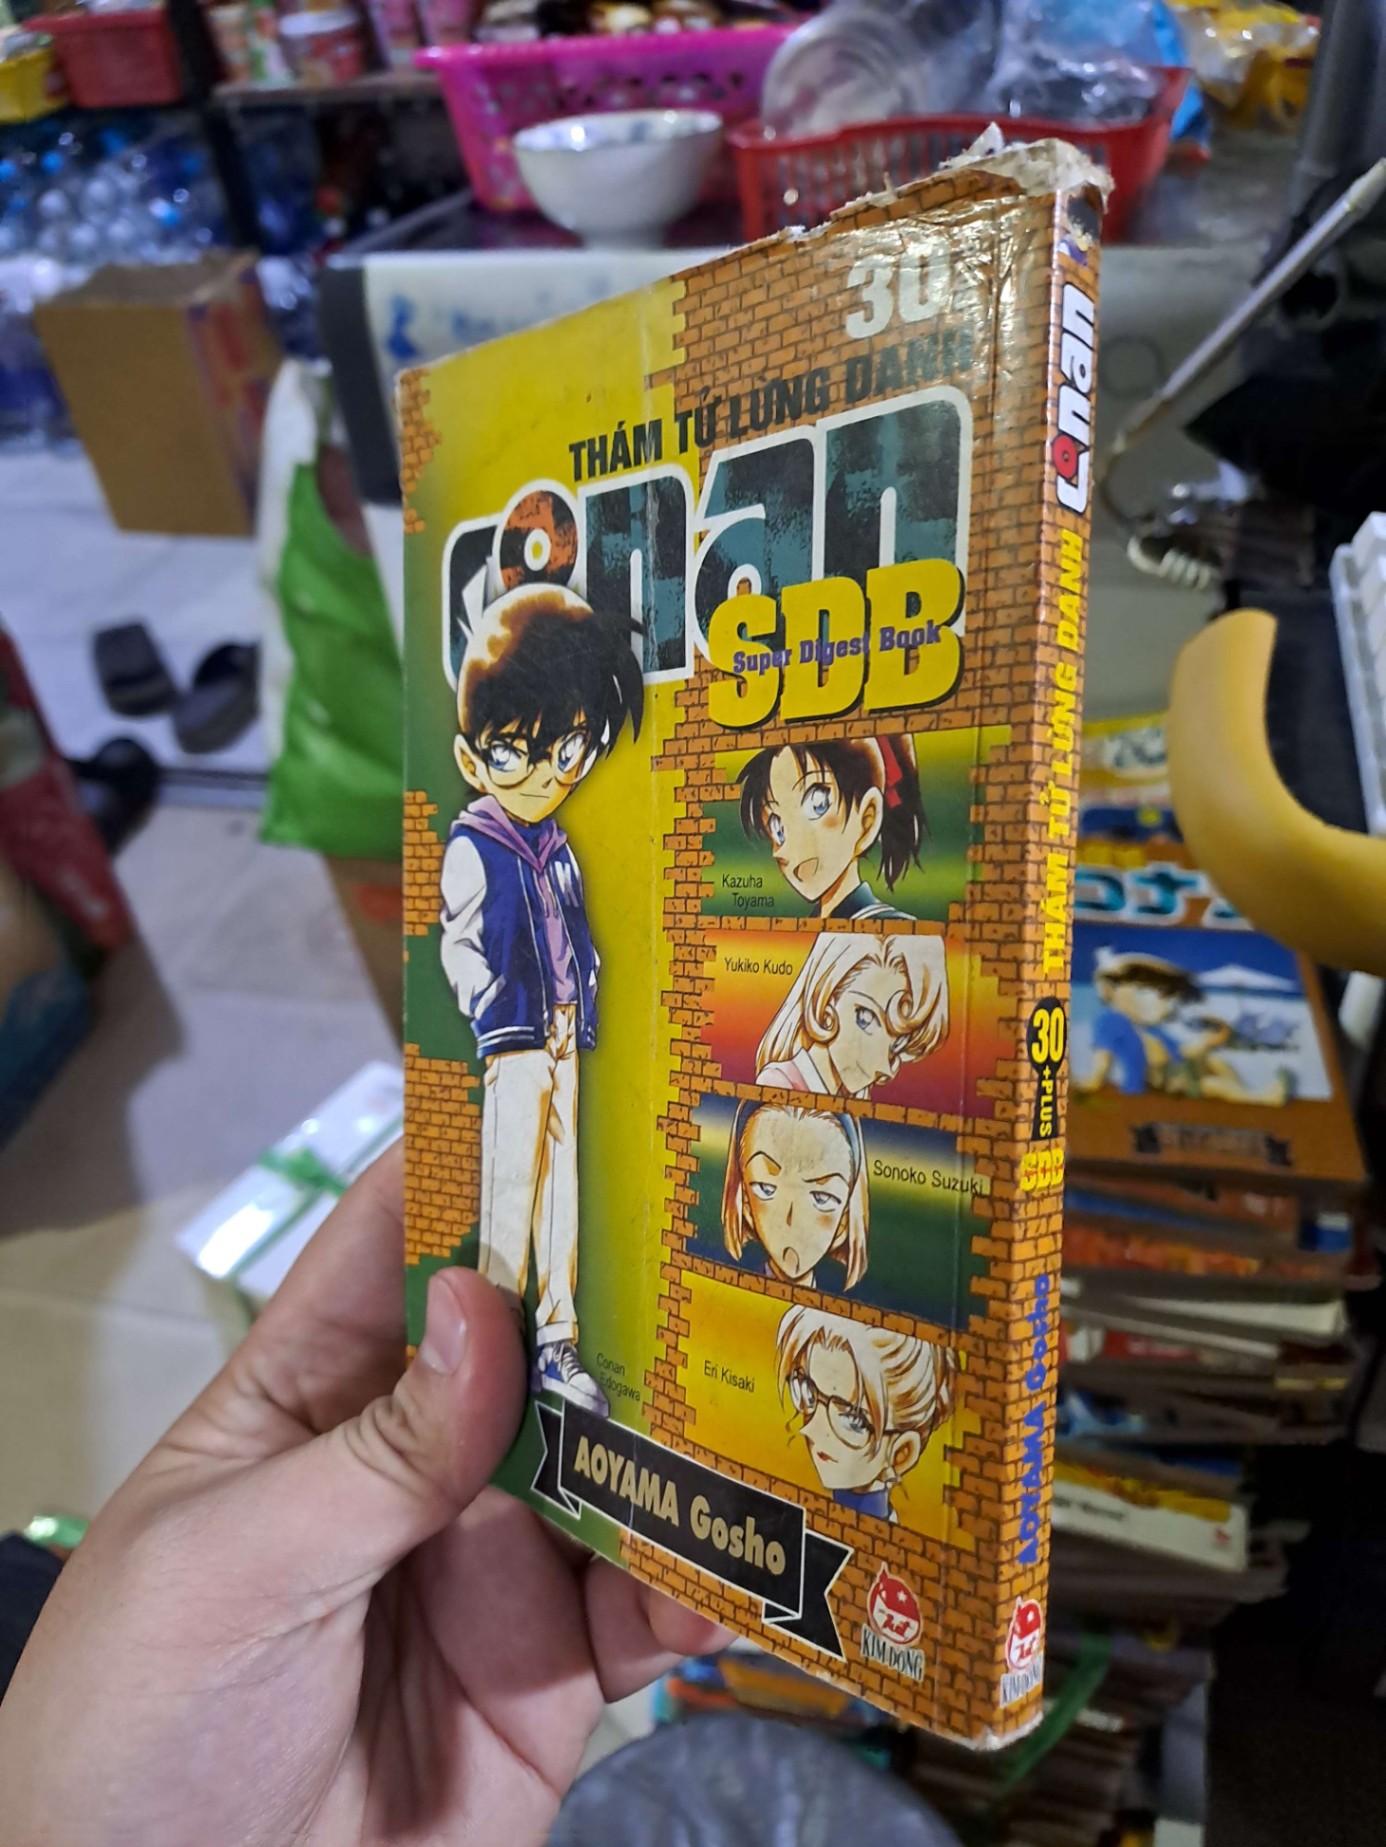 30
THÁM TỬ LỪNG DANH
conan
SDB
Super Digest Book
Kazuha
Toyama
Yukiko Kudo
Sonoko Suzuki
Eri Kisaki
Conan
Edogawa
AOYAMA Gosho
KIM ĐỒNG
conan
THÁM TỬ LỪNG DANH
30
+PLUS
SDB
AOYAMA Gosho
KIM ĐỒNG